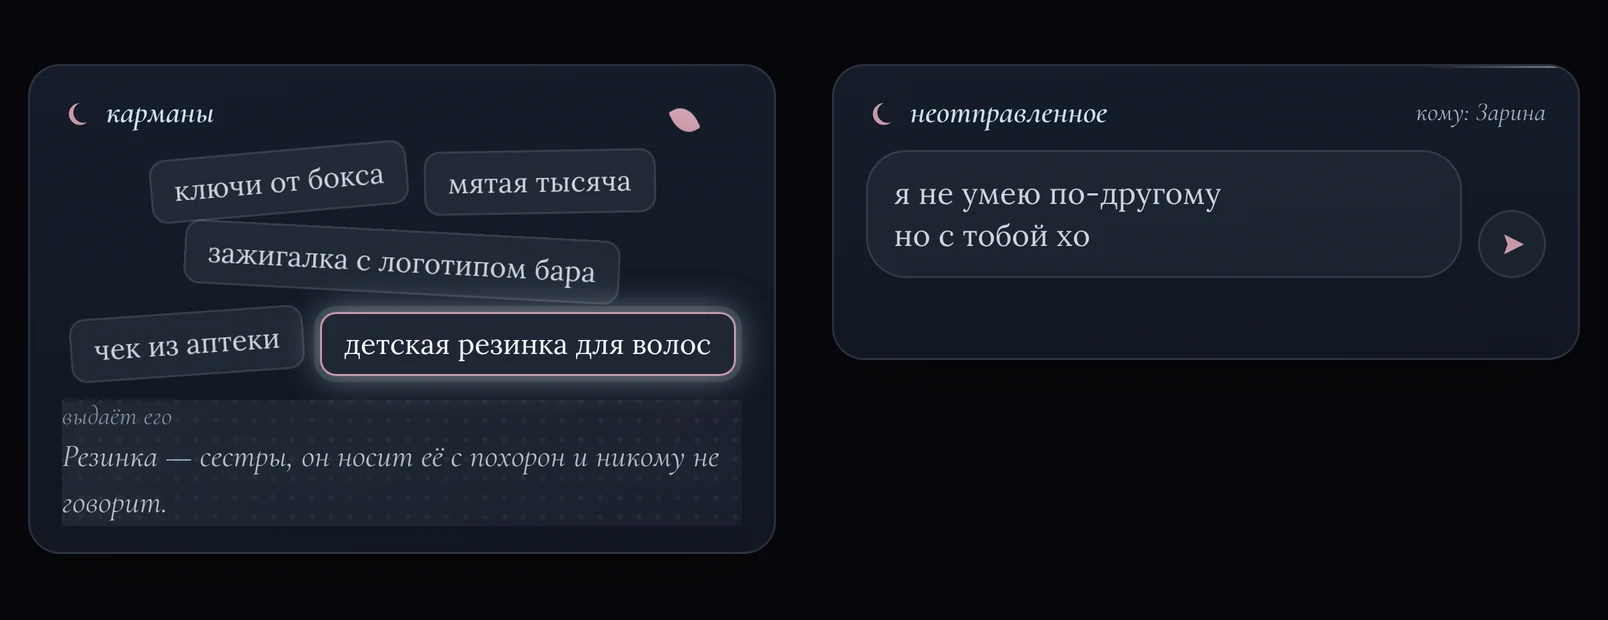 карманы
ключи от бокса
мятая тысяча
зажигалка с логотипом бара
чек из аптеки
детская резинка для волос
выдаёт его
Резинка — сестры, он носит её с похорон и никому не
говорит.
неотправленное
кому: Зарина
я не умею по-другому
но с тобой хо